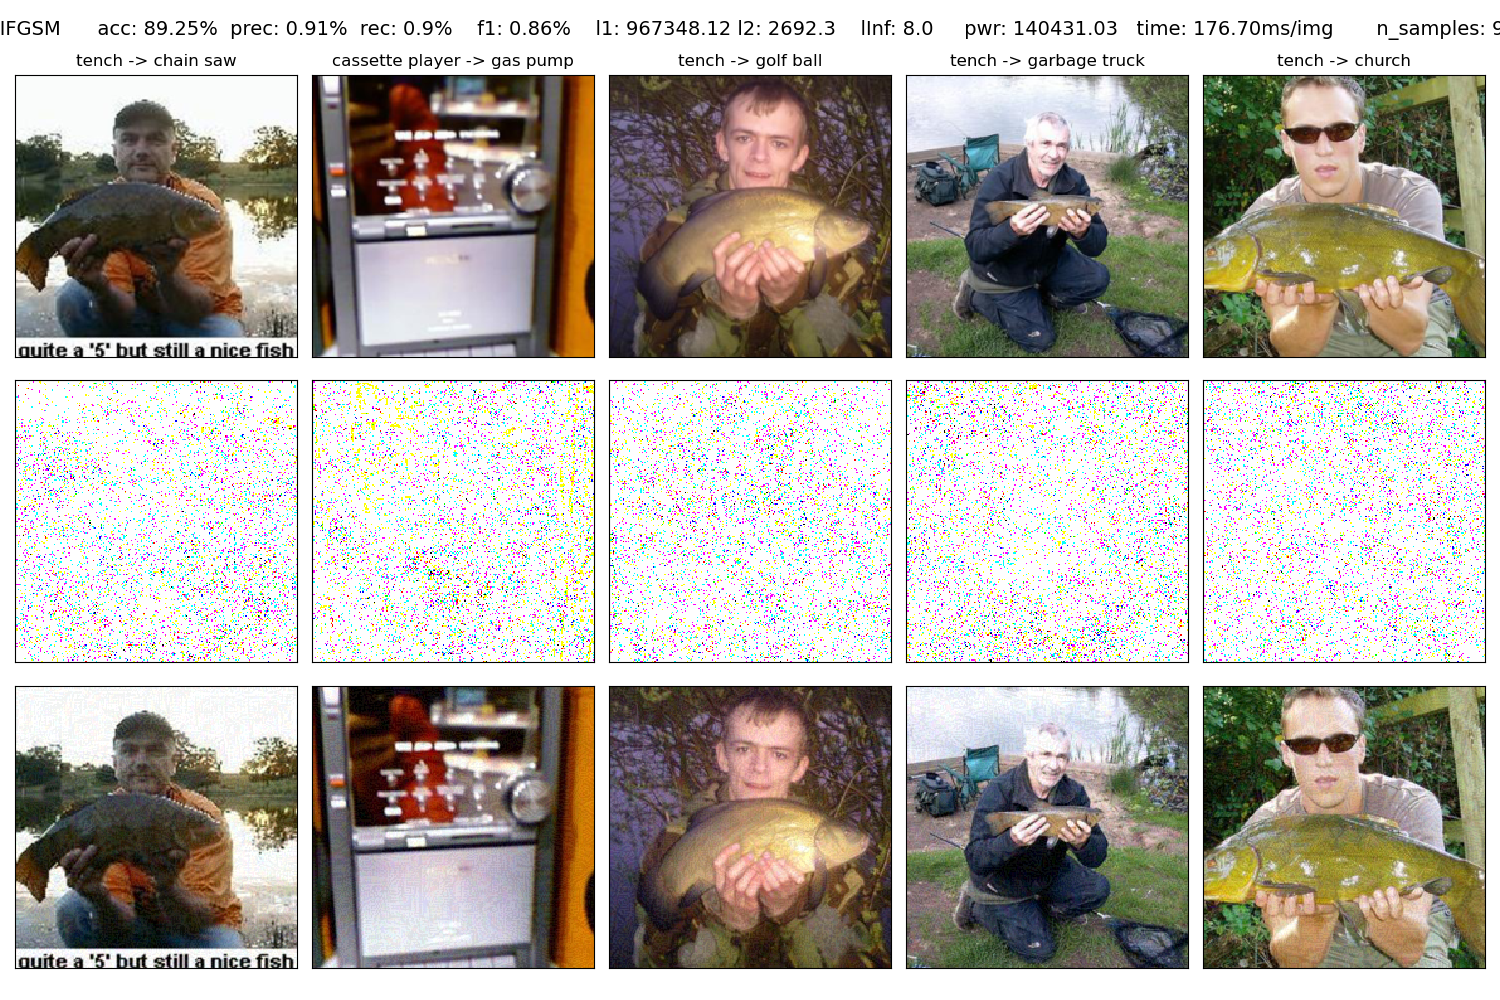 IFGSM acc: 89.25% prec: 0.91% rec: 0.9% f1: 0.86% l1: 967348.12 l2: 2692.3 lInf: 8.0 pwr: 140431.03 time: 176.70ms/img n_samples: 9
tench -> chain saw
cassette player -> gas pump
tench -> golf ball
tench -> garbage truck
tench -> church
quite a '5' but still a nice fish
quite a '5' but still a nice fish